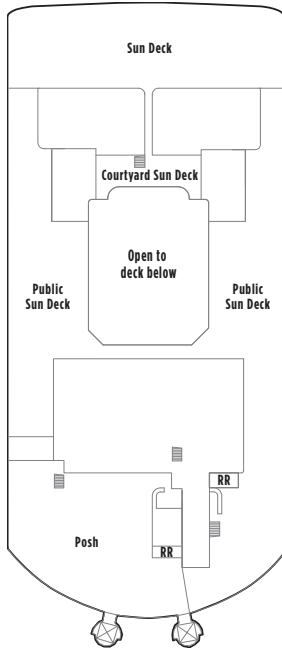 Sun Deck
Courtyard Sun Deck
Open to
deck below
Public
Sun Deck
Public
Sun Deck
RR
Posh
RR